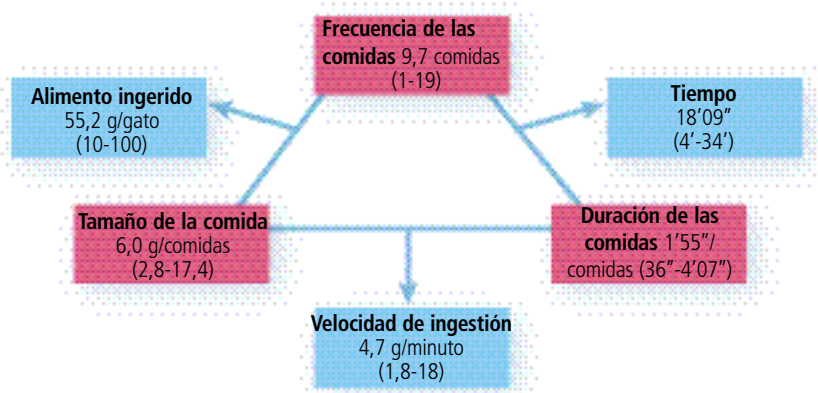 Frecuencia de las
comidas 9,7 comidas
(1-19)
Alimento ingerido
55,2 g/gato
(10-100)
Tiempo
18’09”
(4’-34’)
Tamaño de la comida
6,0 g/comidas
(2,8-17,4)
Duración de las
comidas 1’55”/
comidas (36”-4’07”)
Velocidad de ingestión
4,7 g/minuto
(1,8-18)